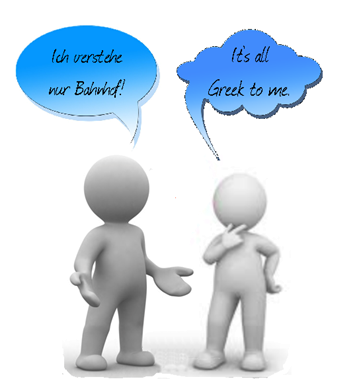 Ich verstehe
nur Bahnhof!
It's all
Greek to me.